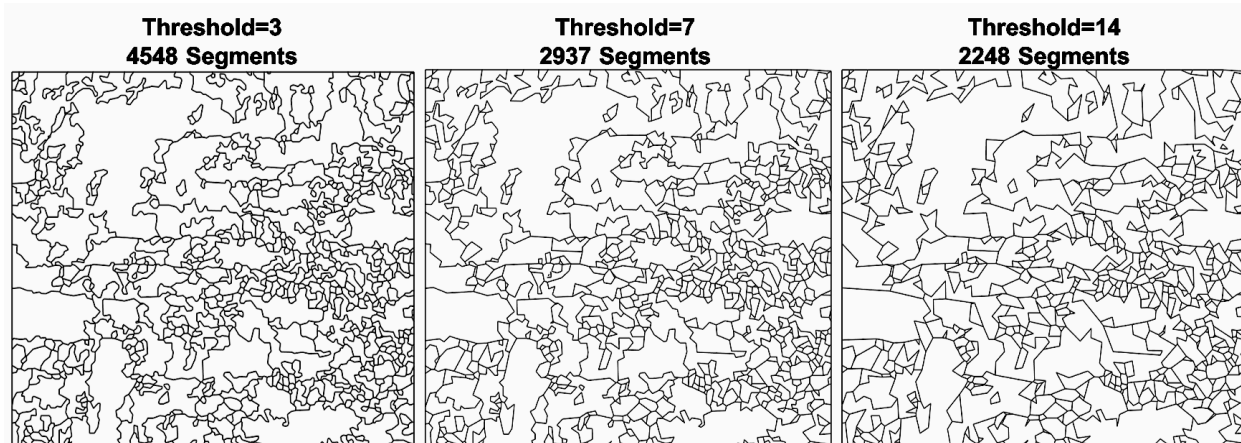 Threshold=3
4548 Segments
Threshold=7
2937 Segments
Threshold=14
2248 Segments